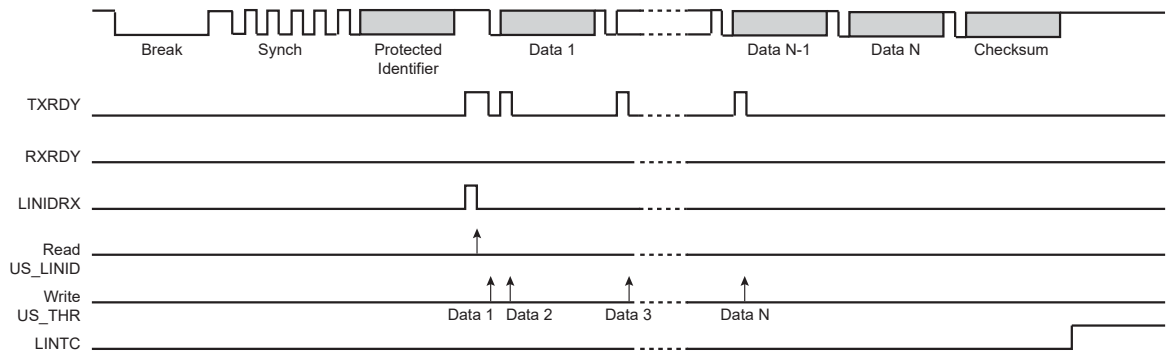 Break Synch Protected Data 1 Data N-1 Data N Checksum
Identifier
TXRDY
RXRDY
LINIDRX
Read
US_LINID
Write
US_THR
Data 1 Data 2 Data 3 Data N
LINTC